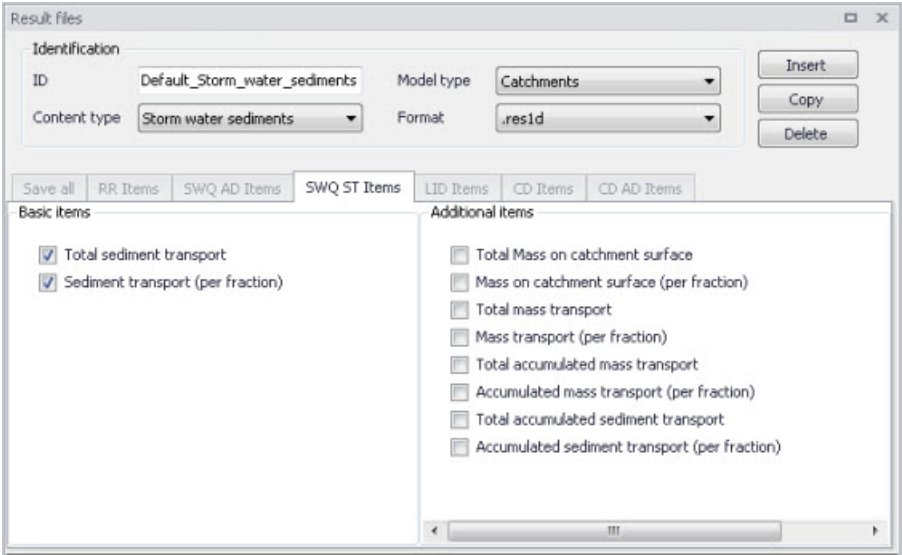 Result files
Identification
ID
Default_Storm_water_sediments
Model type
Catchments
Insert
Content type
Storm water sediments
Format
.res1d
Copy
Delete
Save all
RR Items
SWQ AD Items
SWQ ST Items
LID Items
CD Items
CD AD Items
Basic items
Total sediment transport
Sediment transport (per fraction)
Additional items
Total Mass on catchment surface
Mass on catchment surface (per fraction)
Total mass transport
Mass transport (per fraction)
Total accumulated mass transport
Accumulated mass transport (per fraction)
Total accumulated sediment transport
Accumulated sediment transport (per fraction)